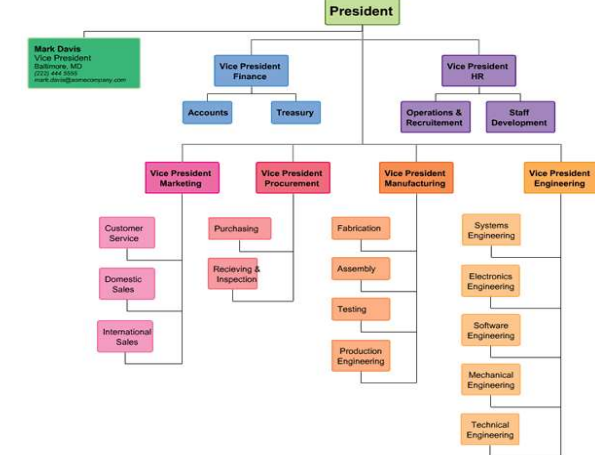 President
Mark Davis
Vice President
Baltimore, MD
(222) 444 5555
mark.davis@somecompany.com
Vice President
Finance
Vice President
HR
Accounts
Treasury
Operations &
Recruitement
Staff
Development
Vice President
Marketing
Vice President
Procurement
Vice President
Manufacturing
Vice President
Engineering
Customer
Service
Purchasing
Fabrication
Systems
Engineering
Domestic
Sales
Recieving &
Inspection
Assembly
Electronics
Engineering
International
Sales
Testing
Software
Engineering
Production
Engineering
Mechanical
Engineering
Technical
Engineering